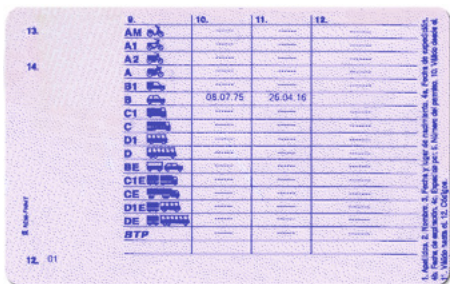 13.
14.
9. 10. 11. 12.
AM
A1
A2
A
B1
B 08.07.75 26.04.16
C1
C
D1
D
BE
C1E
CE
D1E
DE
BTP
12. 01
1. Apellidos. 2. Nombre. 3. Fecha y lugar de nacimiento. 4a. Fecha de expedición.
4b. Fecha de expiración. 4c. Expedido por. 5. Número de permiso. 10. Válido desde el.
11. Válido hasta el. 12. Códigos.